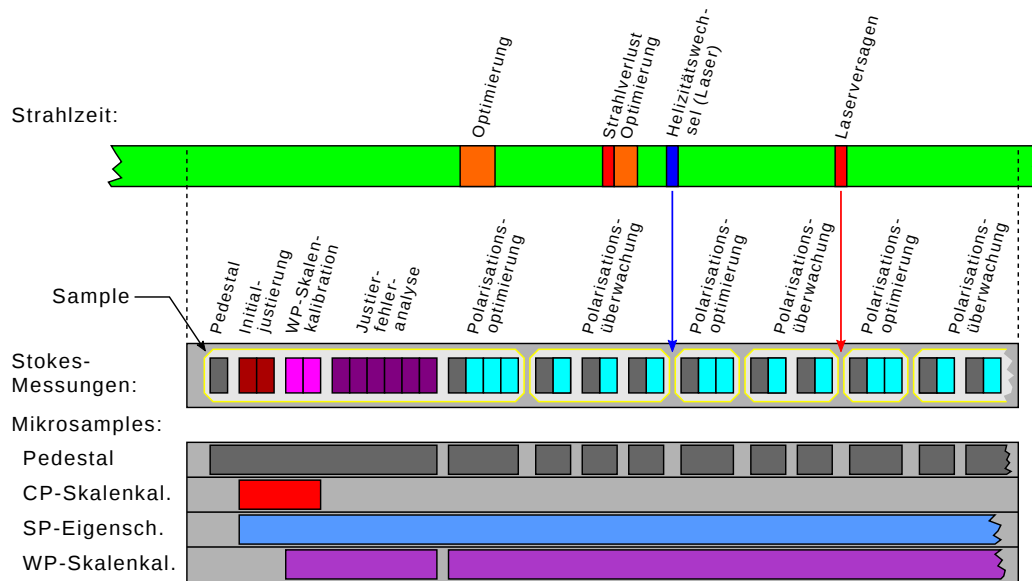 Strahlzeit:
Optimierung
Strahlverlust
Optimierung
Helizitätswech-
sel (Laser)
Laserversagen
Sample
Pedestal
Initial-
justierung
WP-Skalen-
kalibration
Justier-
fehler-
analyse
Polarisations-
optimierung
Polarisations-
überwachung
Polarisations-
optimierung
Polarisations-
überwachung
Polarisations-
optimierung
Polarisations-
überwachung
Stokes-
Messungen:
Mikrosamples:
Pedestal
CP-Skalenkal.
SP-Eigensch.
WP-Skalenkal.